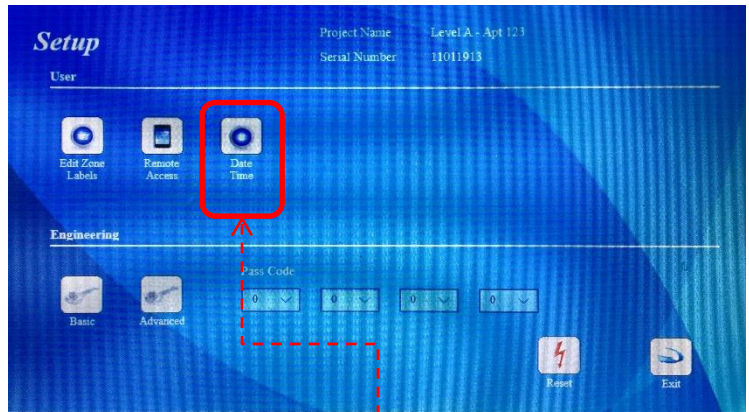 Setup
Project Name Level A - Apt 123
Serial Number 11011913
User
Edit Zone Labels
Remote Access
Date Time
Engineering
Pass Code
0 0 0 0
Basic
Advanced
Reset
Exit